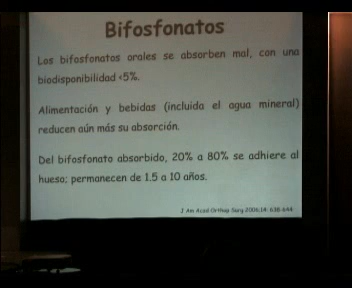 Bifosfonatos
Los bifosfonatos orales se absorben mal, con una
biodisponibilidad <5%.
Alimentación y bebidas (incluida el agua mineral)
reducen aún más su absorción.
Del bifosfonato absorbido, 20% a 80% se adhiere al
hueso; permanecen de 1.5 a 10 años.
J Am Acad Orthop Surg 2006;14: 638-644